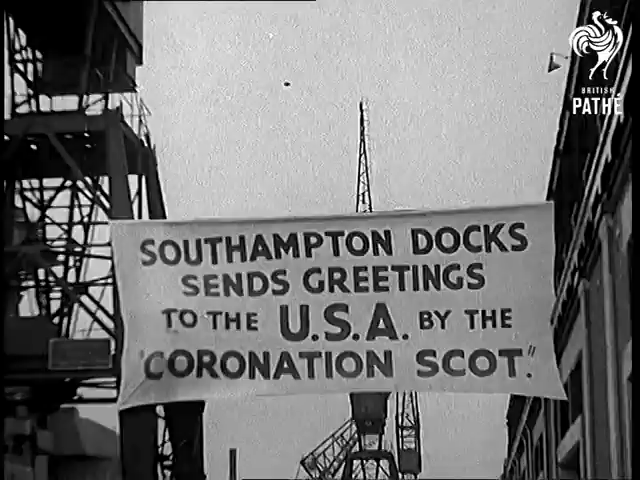 BRITISH
PATHÉ
SOUTHAMPTON DOCKS
SENDS GREETINGS
TO THE U.S.A. BY THE
"CORONATION SCOT".